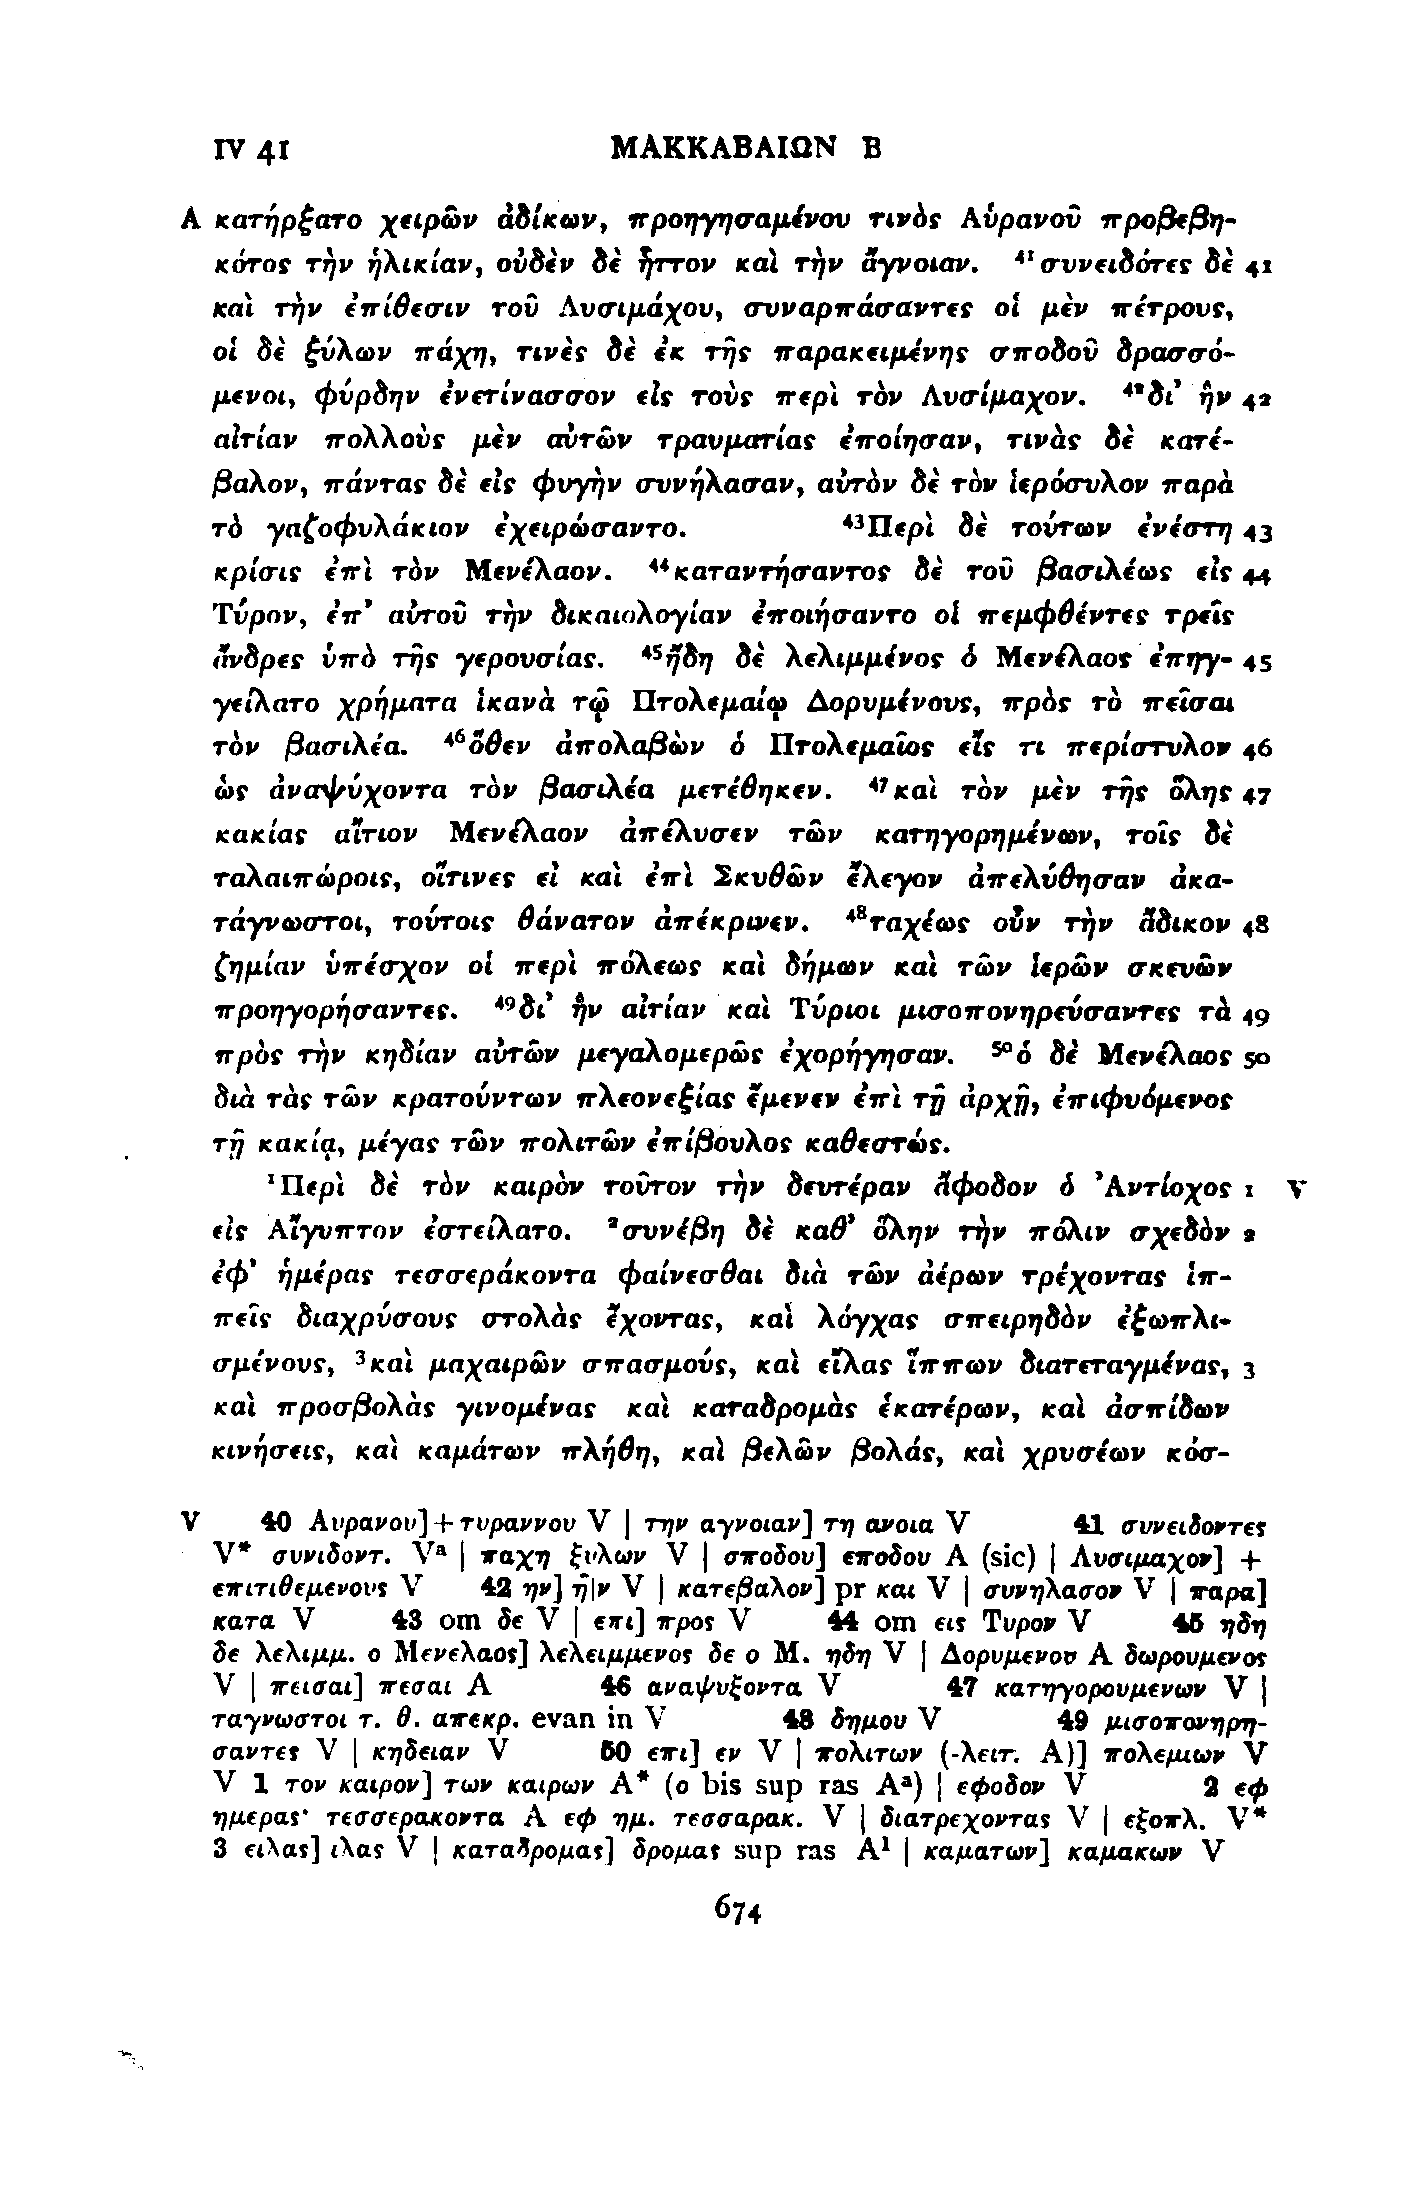 IV 41 ΜΑΚΚΑΒΑΙΩΝ Β
A κατήρξατο χειρῶν ἀδίκων, προηγησαμένου τινὸς Αὐρανοῦ προβεβη-
κότος τὴν ἡλικίαν, οὐδὲν δὲ ἧττον καὶ τὴν ἄγνοιαν. ⁴¹συνειδότες δὲ 41
καὶ τὴν ἐπίθεσιν τοῦ Λυσιμάχου, συναρπάσαντες οἱ μὲν πέτρους,
οἱ δὲ ξύλων πάχη, τινὲς δὲ ἐκ τῆς παρακειμένης σποδοῦ δρασσό-
μενοι, φύρδην ἐνετίνασσον εἰς τοὺς περὶ τὸν Λυσίμαχον. ⁴²δι’ ἣν 42
αἰτίαν πολλοὺς μὲν αὐτῶν τραυματίας ἐποίησαν, τινὰς δὲ κατέ-
βαλον, πάντας δὲ εἰς φυγὴν συνήλασαν, αὐτὸν δὲ τὸν ἱερόσυλον παρὰ
τὸ γαζοφυλάκιον ἐχειρώσαντο. ⁴³Περὶ δὲ τούτων ἐνέστη 43
κρίσις ἐπὶ τὸν Μενέλαον. ⁴⁴καταντήσαντος δὲ τοῦ βασιλέως εἰς 44
Τύρον, ἐπ’ αὐτοῦ τὴν δικαιολογίαν ἐποιήσαντο οἱ πεμφθέντες τρεῖς
ἄνδρες ὑπὸ τῆς γερουσίας. ⁴⁵ἤδη δὲ λελιμμένος ὁ Μενέλαος ἐπηγ- 45
γείλατο χρήματα ἱκανὰ τῷ Πτολεμαίῳ Δορυμένους, πρὸς τὸ πεῖσαι
τὸν βασιλέα. ⁴⁶ὅθεν ἀπολαβὼν ὁ Πτολεμαῖος εἴς τι περίστυλον 46
ὡς ἀναψύχοντα τὸν βασιλέα μετέθηκεν. ⁴⁷καὶ τὸν μὲν τῆς ὅλης 47
κακίας αἴτιον Μενέλαον ἀπέλυσεν τῶν κατηγορημένων, τοῖς δὲ
ταλαιπώροις, οἵτινες εἰ καὶ ἐπὶ Σκυθῶν ἔλεγον ἀπελύθησαν ἀκα-
τάγνωστοι, τούτοις θάνατον ἀπέκρινεν. ⁴⁸ταχέως οὖν τὴν ἄδικον 48
ζημίαν ὑπέσχον οἱ περὶ πόλεως καὶ δήμων καὶ τῶν ἱερῶν σκευῶν
προηγορήσαντες. ⁴⁹δι’ ἣν αἰτίαν καὶ Τύριοι μισοπονηρεύσαντες τὰ 49
πρὸς τὴν κηδίαν αὐτῶν μεγαλομερῶς ἐχορήγησαν. ⁵⁰ὁ δὲ Μενέλαος 50
διὰ τὰς τῶν κρατούντων πλεονεξίας ἔμενεν ἐπὶ τῇ ἀρχῇ, ἐπιφυόμενος
τῇ κακίᾳ, μέγας τῶν πολιτῶν ἐπίβουλος καθεστώς.
¹Περὶ δὲ τὸν καιρὸν τοῦτον τὴν δευτέραν ἄφοδον ὁ Ἀντίοχος 1 V
εἰς Αἴγυπτον ἐστείλατο. ²συνέβη δὲ καθ’ ὅλην τὴν πόλιν σχεδὸν 2
ἐφ’ ἡμέρας τεσσεράκοντα φαίνεσθαι διὰ τῶν ἀέρων τρέχοντας ἱπ-
πεῖς διαχρύσους στολὰς ἔχοντας, καὶ λόγχας σπειρηδὸν ἐξωπλι-
σμένους, ³καὶ μαχαιρῶν σπασμούς, καὶ εἴλας ἵππων διατεταγμένας, 3
καὶ προσβολὰς γινομένας καὶ καταδρομὰς ἑκατέρων, καὶ ἀσπίδων
κινήσεις, καὶ καμάτων πλήθη, καὶ βελῶν βολάς, καὶ χρυσέων κόσ-
V 40 Αυρανου]+τυραννου V | την αγνοιαν] τη ανοια V 41 συνειδοντες
V* συνιδοντ. Vᵃ | παχη ξυλων V | σποδου] εποδου A (sic) | Λυσιμαχον] +
επιτιθεμενους V 42 ην] η̄|ν V | κατεβαλον] pr και V | συνηλασον V | παρα]
κατα V 43 om δε V | επι] προς V 44 om εις Τυρον V 45 ηδη
δε λελιμμ. ο Μενελαος] λελειμμενος δε ο Μ. ηδη V | Δορυμενου A δωρουμενος
V | πεισαι] πεσαι A 46 αναψυξοντα V 47 κατηγορουμενων V |
ταγνωστοι τ. θ. απεκρ. evan in V 48 δημου V 49 μισοπονηρη-
σαντες V | κηδειαν V 50 επι] εν V | πολιτων (-λειτ. A)] πολεμιων V
V 1 τον καιρον] των καιρων A* (ο bis sup ras Aᵃ) | εφοδον V 2 εφ
ημερας· τεσσερακοντα A εφ ημ. τεσσαρακ. V | διατρεχοντας V | εξοπλ. V*
3 ειλας] ιλας V | καταδρομας] δρομας sup ras A¹ | καματων] καμακων V
674